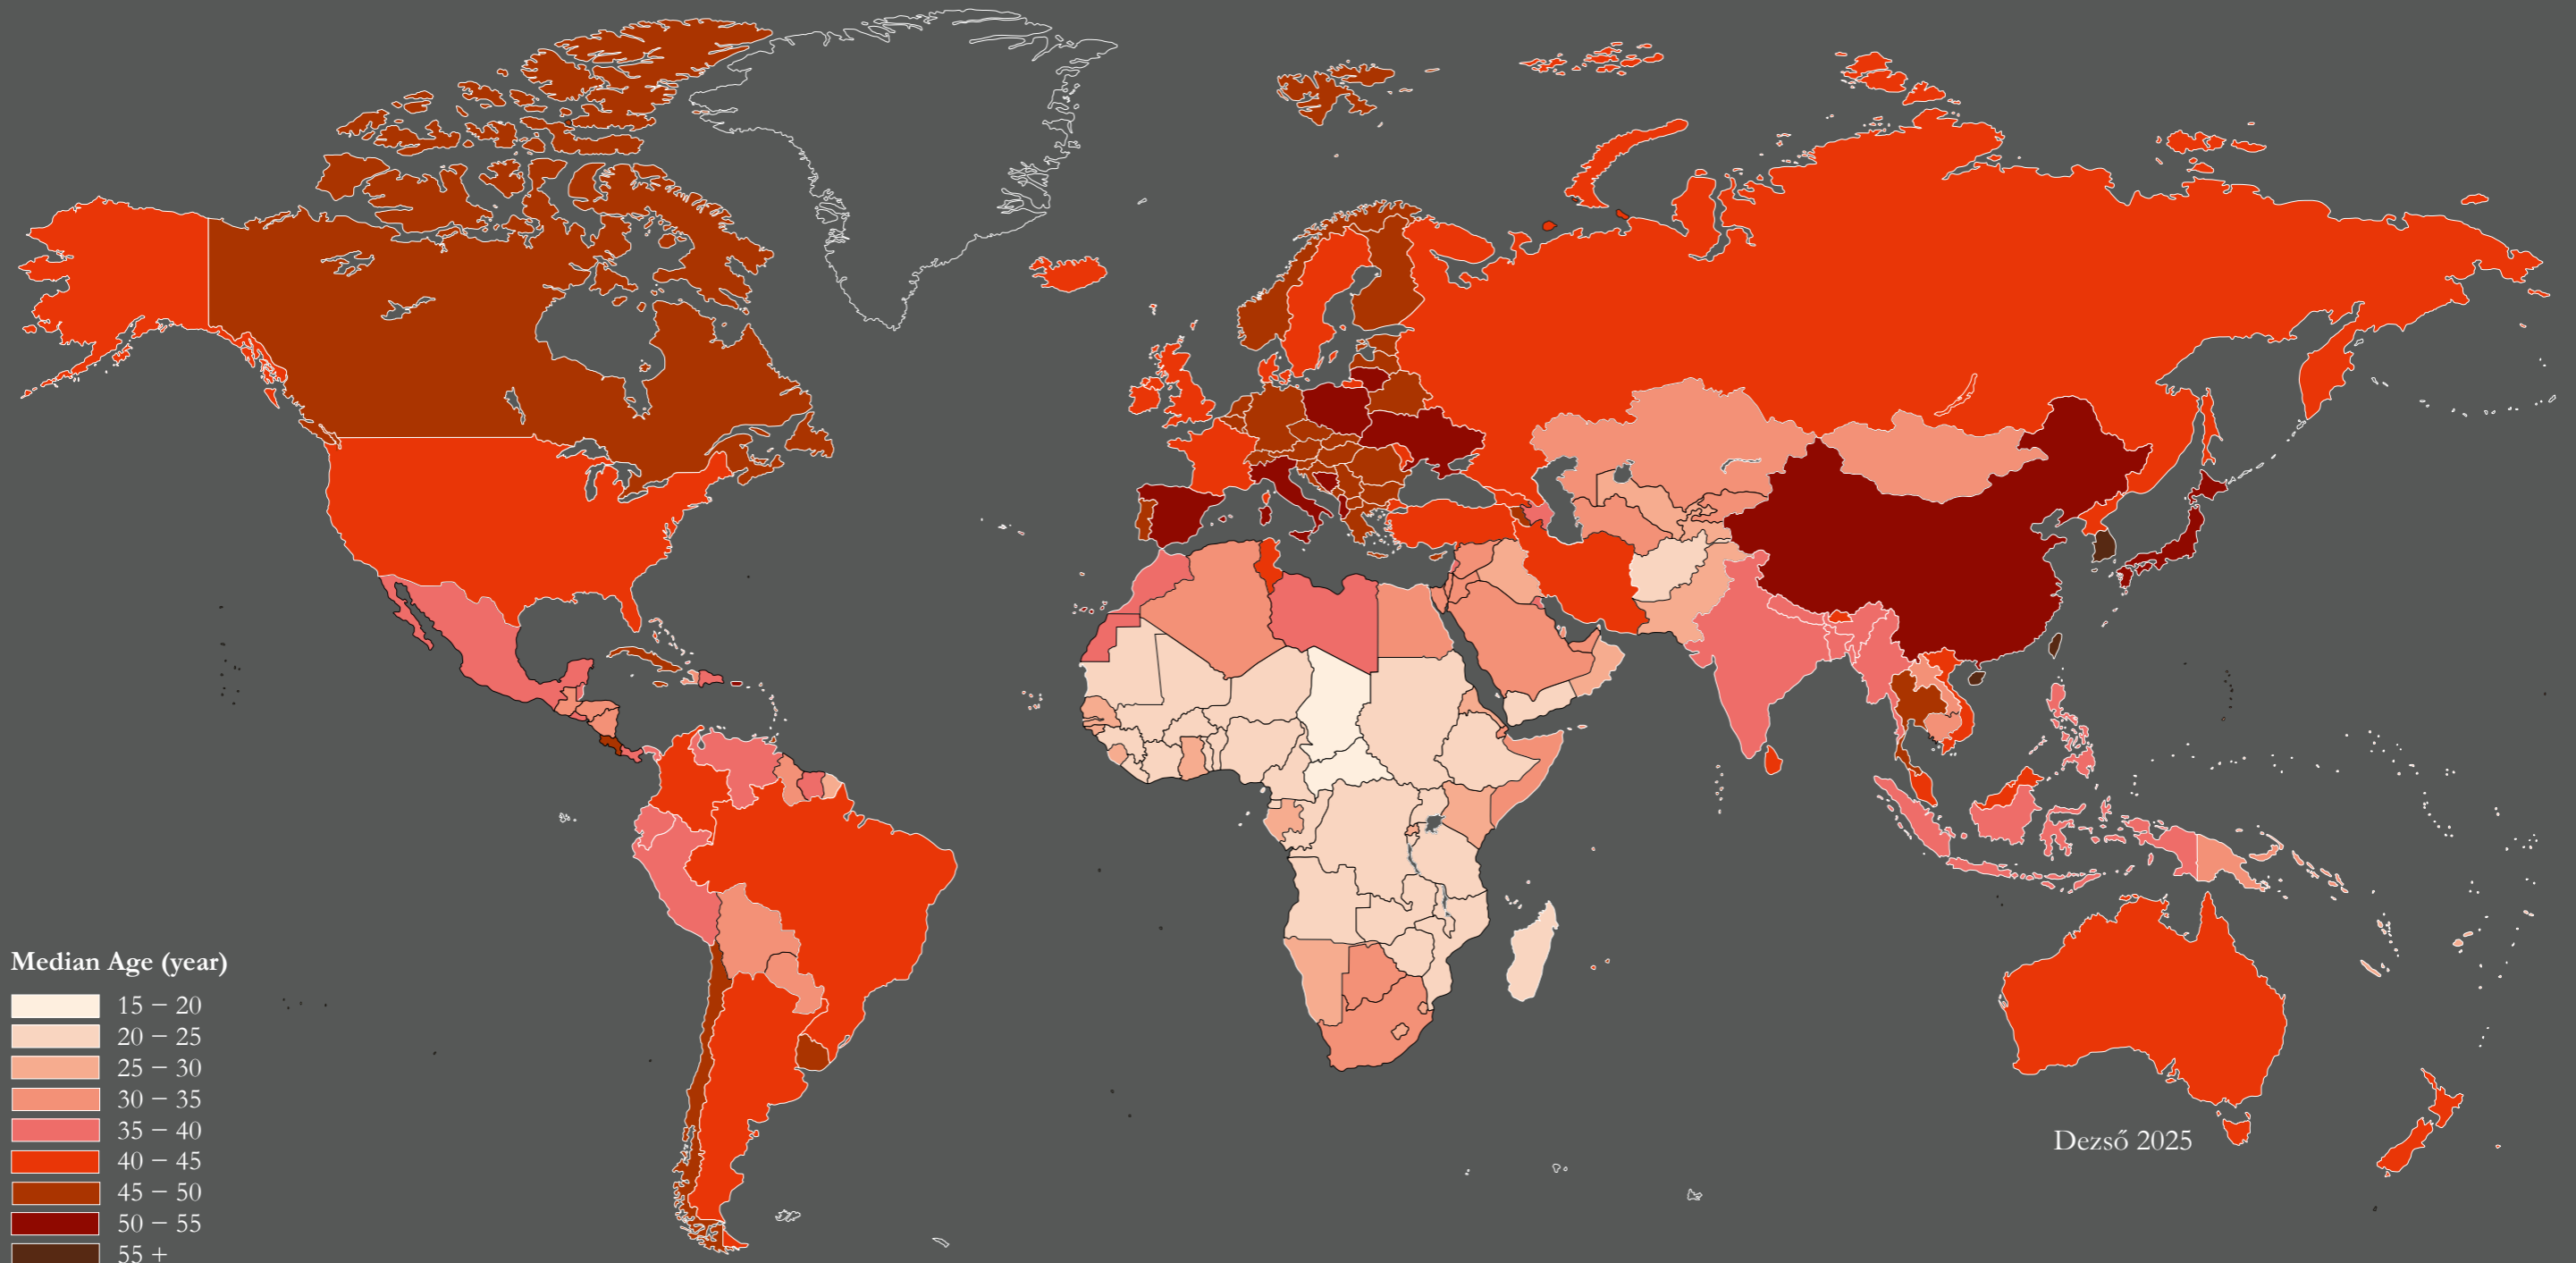 Median Age (year)
15 – 20
20 – 25
25 – 30
30 – 35
35 – 40
40 – 45
45 – 50
50 – 55
55 +
Dezső 2025